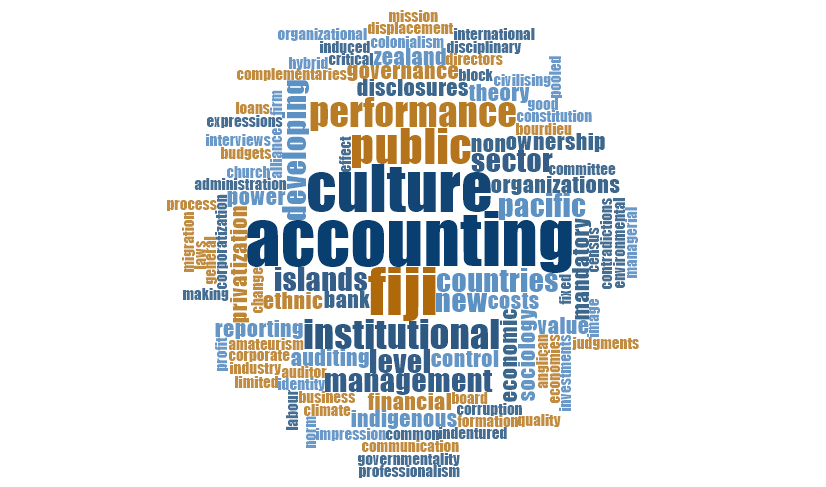 mission
displacement
organizational
international
colonialism
induced
disciplinary
critical
zealand
directors
hybrid
governance
block
complementaries
civilising
pooled
disclosures
theory
developing
firm
good
loans
performance
constitution
expressions
bourdieu
public
interviews
alliances
effect
non
ownership
budgets
sector
committee
church
culture
administration
organizations
power
pacific
process
migration
laws
general
corporatization
privatization
accounting
mandatory
census
contradictions
environmental
managerial
change
islands
fiji
countries
fixed
making
ethnic
bank
new
costs
image
reporting
institutional
economic
sociology
value
profit
amateurism
judgments
corporate
auditing
level
control
anglican
economies
investments
industry
auditor
limited
identity
management
labour
business
financial
board
climate
corruption
norm
indigenous
formation
quality
impression
common
indentured
communication
governmentality
professionalism